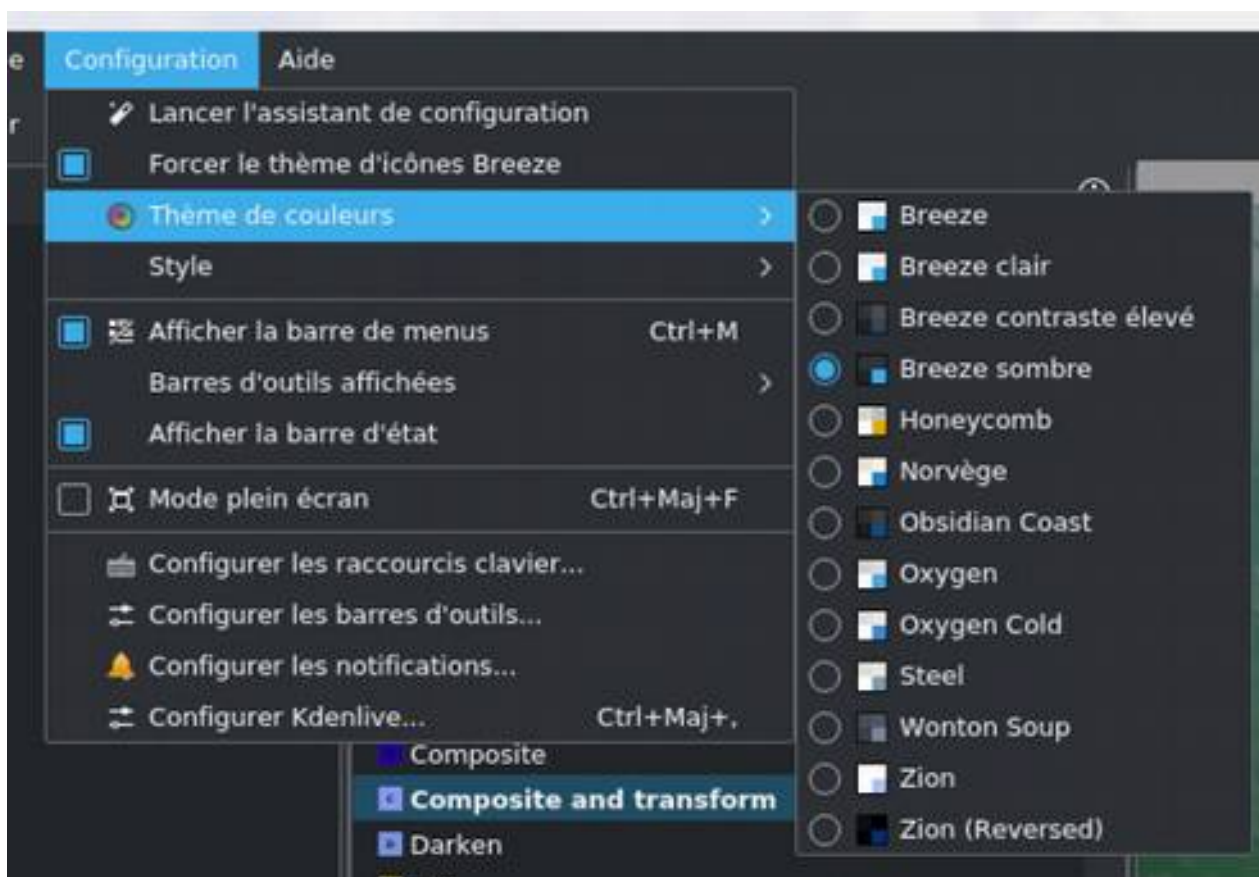 e Configuration Aide
r
Lancer l'assistant de configuration
Forcer le thème d'icônes Breeze
Thème de couleurs
Style
Afficher la barre de menus Ctrl+M
Barres d'outils affichées
Afficher la barre d'état
Mode plein écran Ctrl+Maj+F
Configurer les raccourcis clavier...
Configurer les barres d'outils...
Configurer les notifications...
Configurer Kdenlive... Ctrl+Maj+,
Breeze
Breeze clair
Breeze contraste élevé
Breeze sombre
Honeycomb
Norvège
Obsidian Coast
Oxygen
Oxygen Cold
Steel
Wonton Soup
Zion
Zion (Reversed)
Composite
Composite and transform
Darken